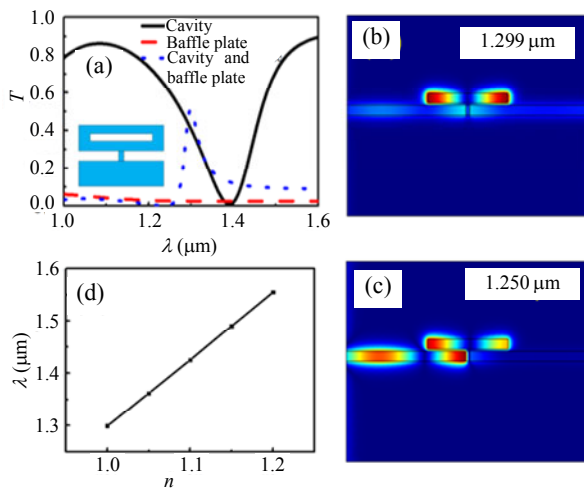 T
1.0
0.8
0.6
0.4
0.2
0.0
(a)
Cavity
Baffle plate
Cavity and
baffle plate
1.0 1.2 1.4 1.6
λ (μm)
(b)
1.299 μm
(d)
λ (μm)
1.6
1.5
1.4
1.3
1.0 1.1 1.2
n
(c)
1.250 μm